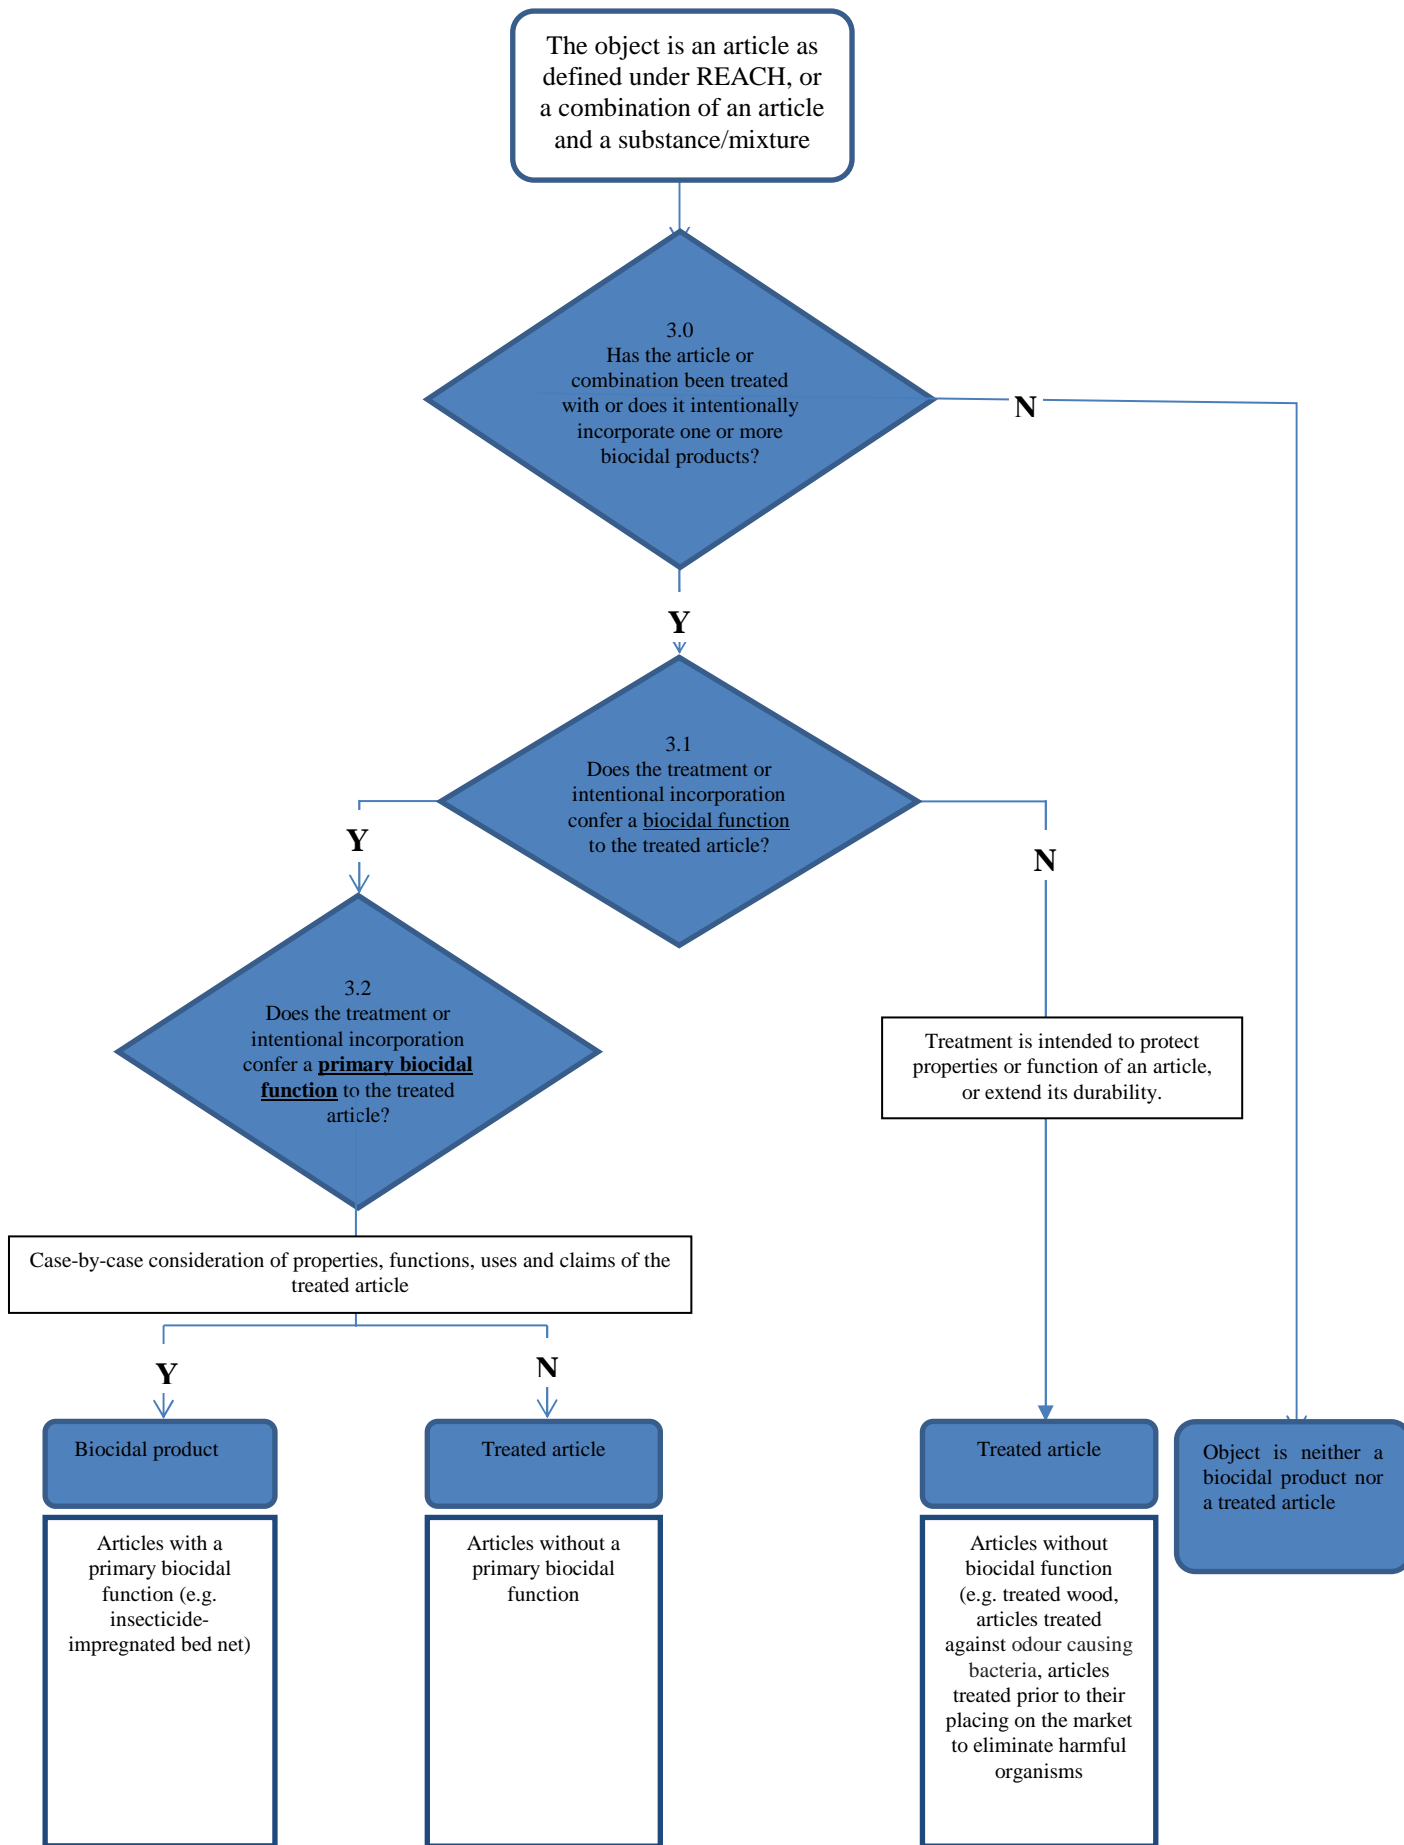 The object is an article as
defined under REACH, or
a combination of an article
and a substance/mixture
3.0
Has the article or
combination been treated
with or does it intentionally
incorporate one or more
biocidal products?
N
Y
3.1
Does the treatment or
intentional incorporation
confer a biocidal function
to the treated article?
Y
N
3.2
Does the treatment or
intentional incorporation
confer a primary biocidal
function to the treated
article?
Treatment is intended to protect
properties or function of an article,
or extend its durability.
Case-by-case consideration of properties, functions, uses and claims of the
treated article
Y
N
Biocidal product
Treated article
Treated article
Object is neither a
biocidal product nor
a treated article
Articles with a
primary biocidal
function (e.g.
insecticide-
impregnated bed net)
Articles without a
primary biocidal
function
Articles without
biocidal function
(e.g. treated wood,
articles treated
against odour causing
bacteria, articles
treated prior to their
placing on the market
to eliminate harmful
organisms